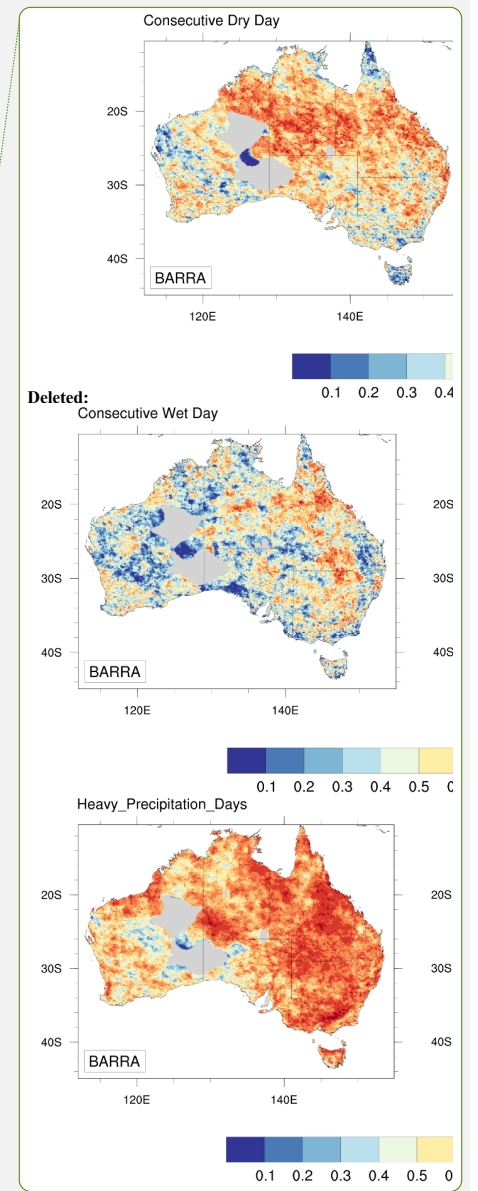 Consecutive Dry Day
20S
30S
40S
BARRA
120E 140E
0.1 0.2 0.3 0.4
Deleted:
Consecutive Wet Day
20S 20S
30S 30S
40S 40S
BARRA
120E 140E
0.1 0.2 0.3 0.4 0.5
Heavy_Precipitation_Days
20S 20S
30S 30S
40S 40S
BARRA
120E 140E
0.1 0.2 0.3 0.4 0.5